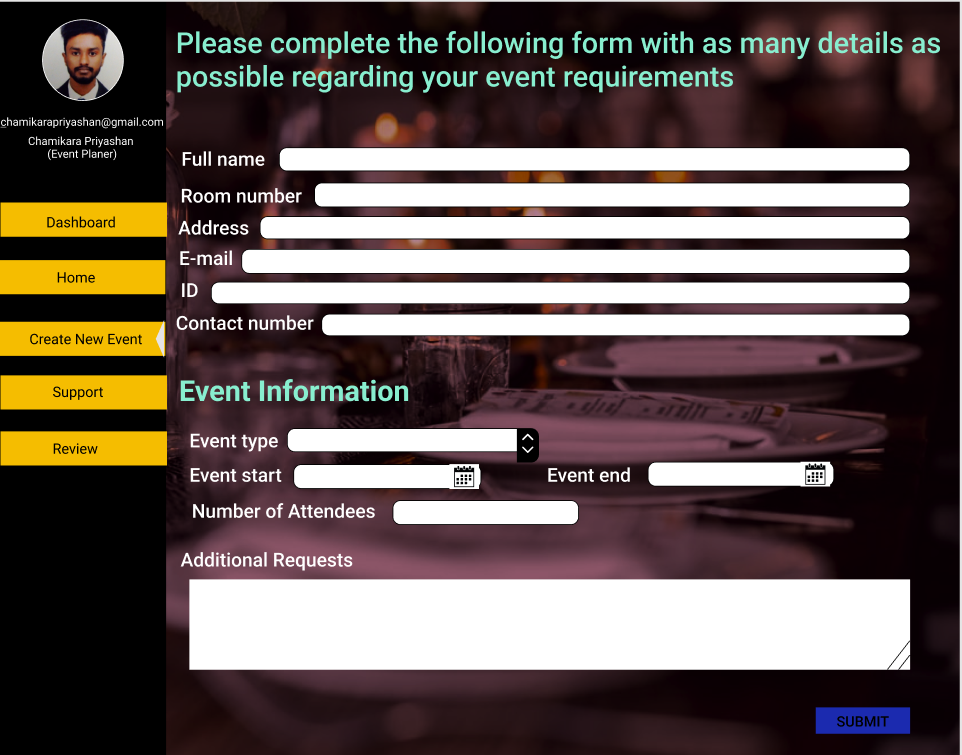 chamikarapriyashan@gmail.com
Chamikara Priyashan
(Event Planer)
Dashboard
Home
Create New Event
Support
Review
Please complete the following form with as many details as
possible regarding your event requirements
Full name
Room number
Address
E-mail
ID
Contact number
Event Information
Event type
Event start
Event end
Number of Attendees
Additional Requests
SUBMIT